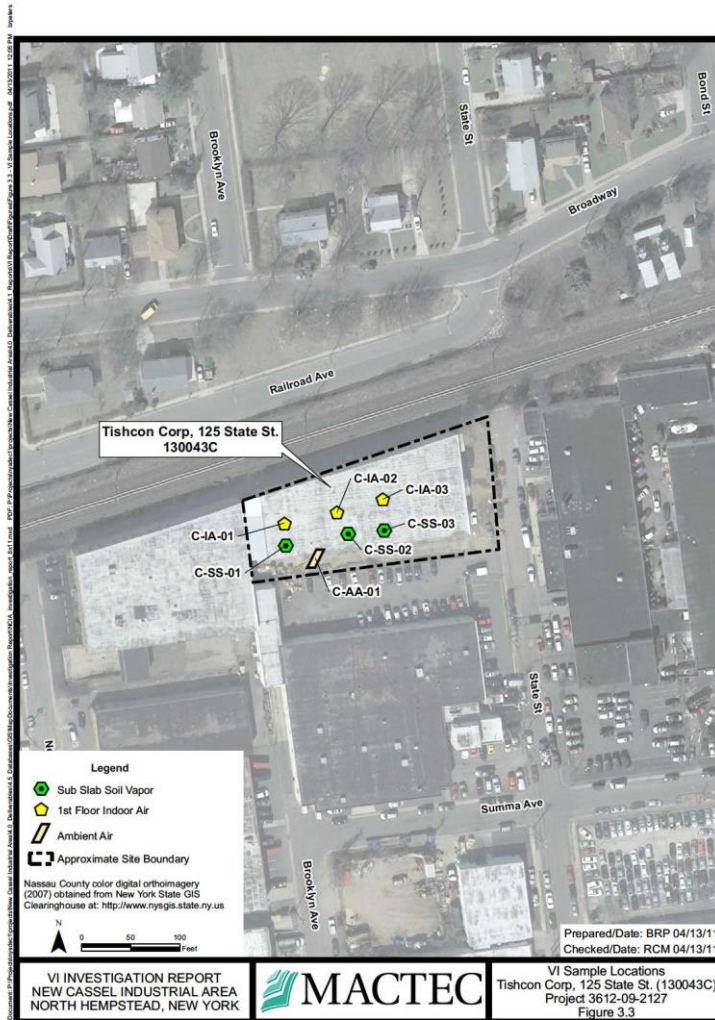 Brooklyn Ave
State St
Bond St
Broadway
Railroad Ave
Tishcon Corp, 125 State St.
130043C
C-IA-02
C-IA-03
C-IA-01
C-SS-03
C-SS-02
C-SS-01
C-AA-01
State St
Summa Ave
Brooklyn Ave
Legend
Sub Slab Soil Vapor
1st Floor Indoor Air
Ambient Air
Approximate Site Boundary
Nassau County color digital orthoimagery
(2007) obtained from New York State GIS
Clearinghouse at: http://www.nysgis.state.ny.us
N
0 50 100
Feet
Prepared/Date: BRP 04/13/11
Checked/Date: RCM 04/13/11
VI INVESTIGATION REPORT
NEW CASSEL INDUSTRIAL AREA
NORTH HEMPSTEAD, NEW YORK
MACTEC
VI Sample Locations
Tishcon Corp, 125 State St. (130043C)
Project 3612-09-2127
Figure 3.3